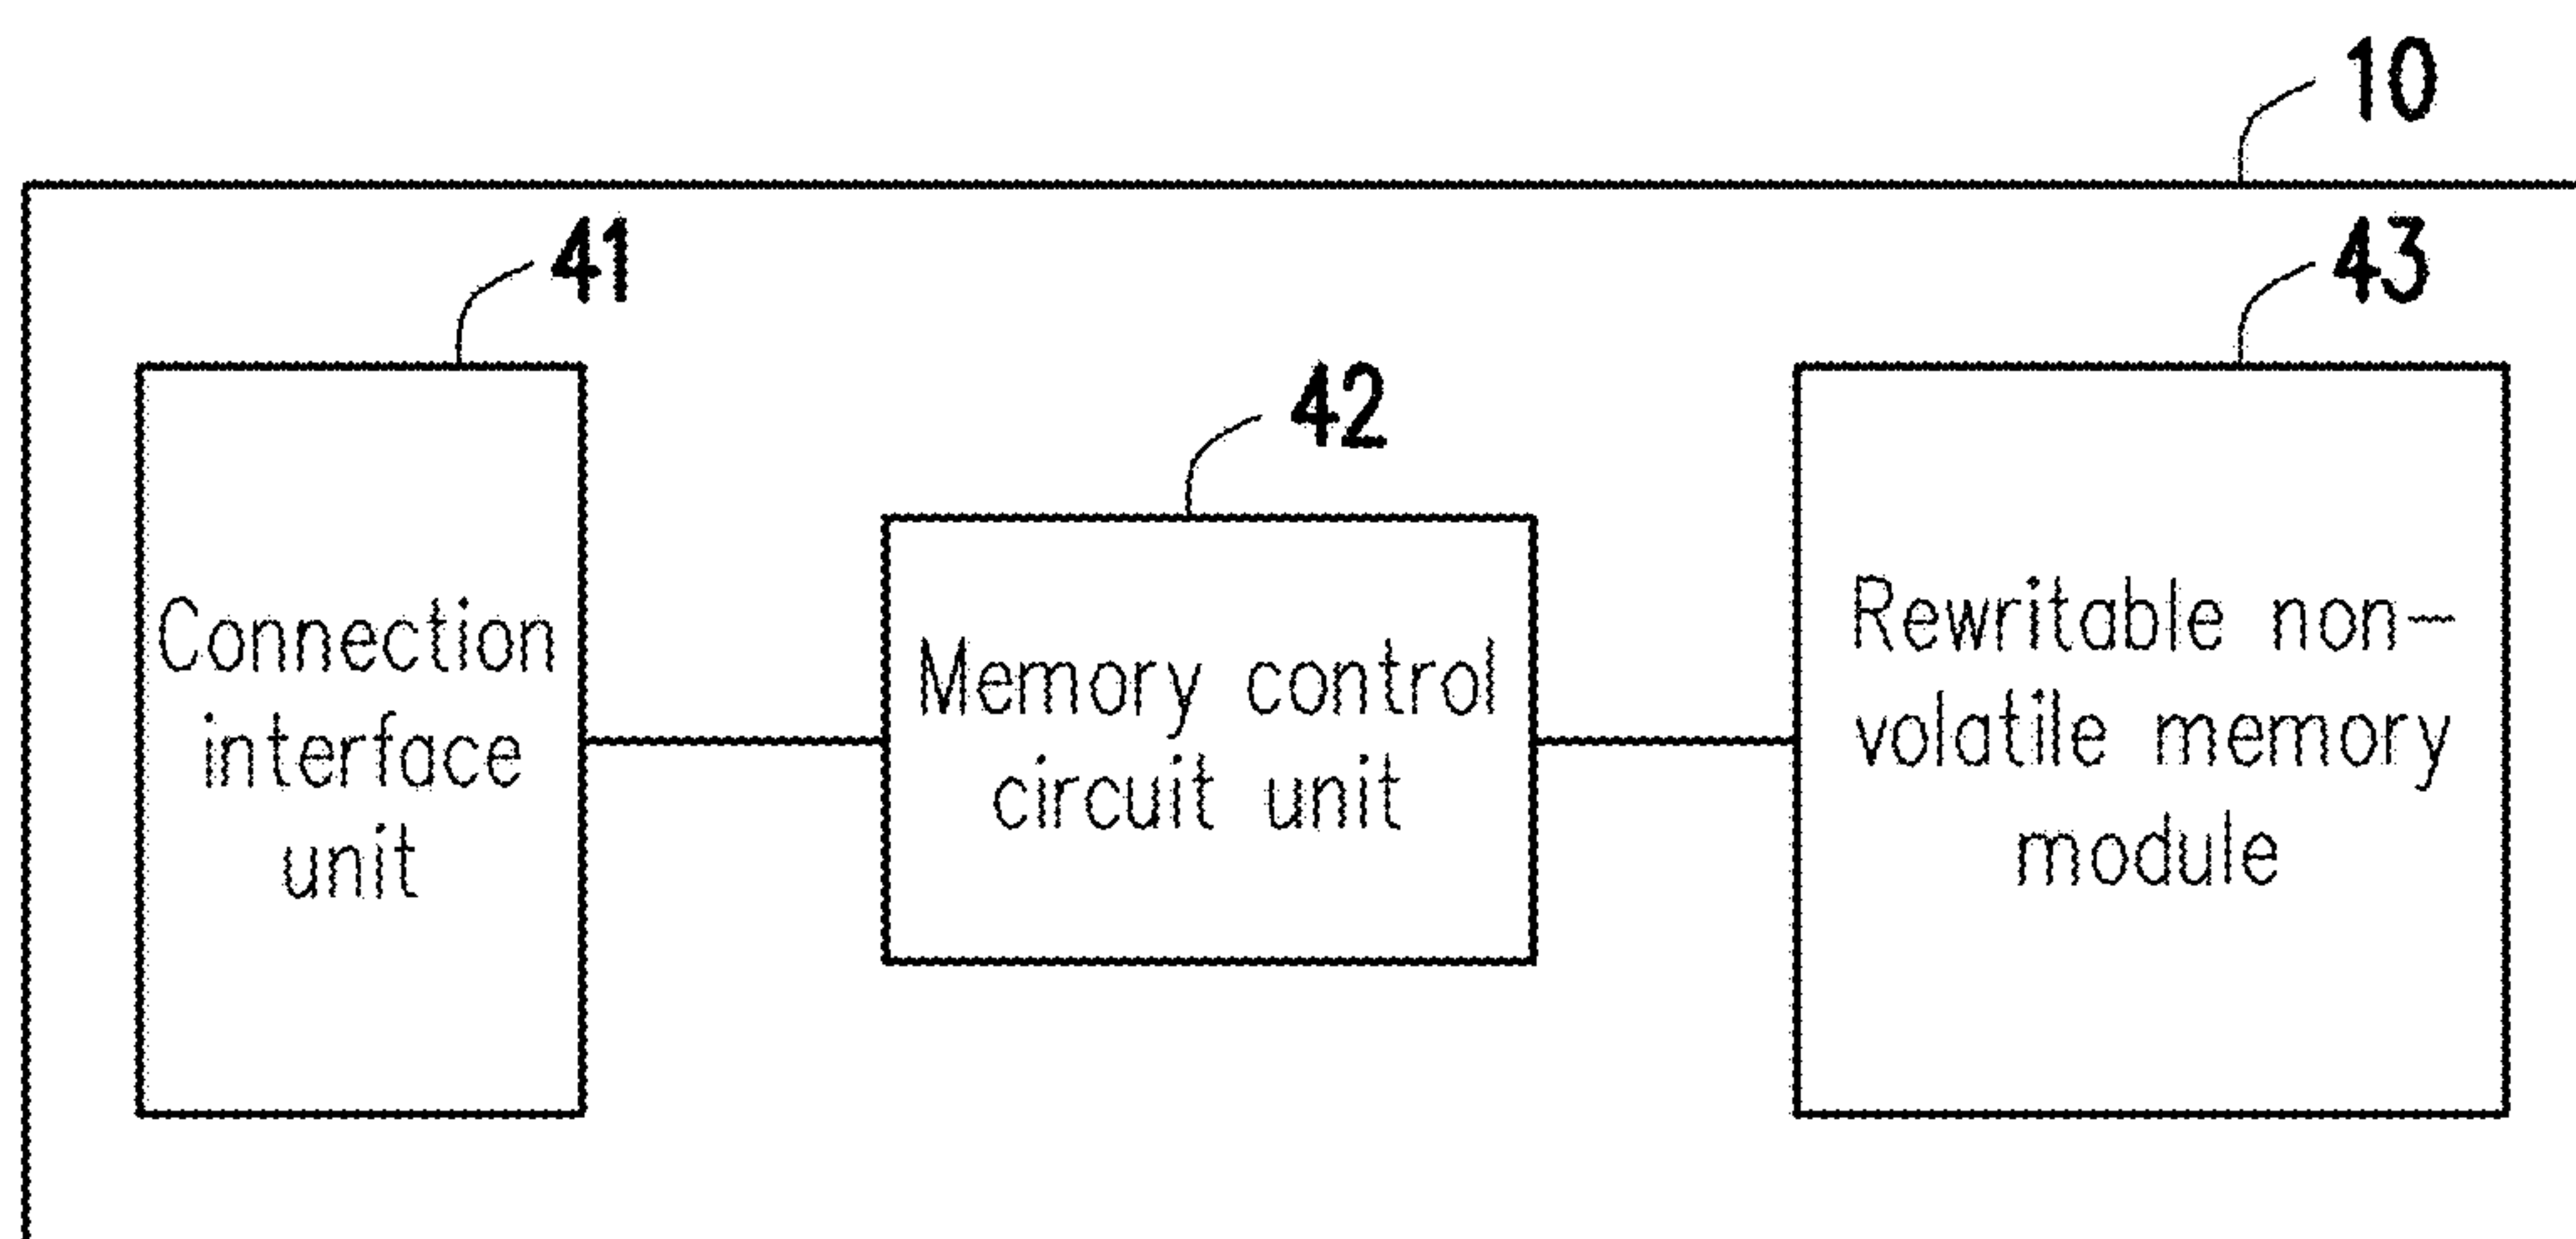 10
41
43
42
Connection
interface
unit
Memory control
circuit unit
Rewritable non-
volatile memory
module